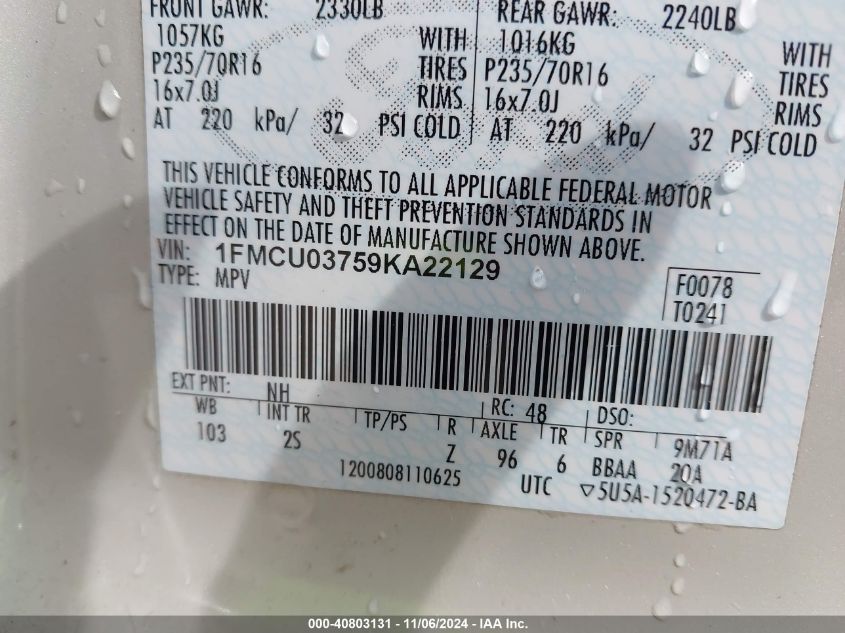 FRONT GAWR: 2330LB REAR GAWR: 2240LB
1057KG WITH 1016KG WITH
P235/70R16 TIRES P235/70R16 TIRES
16x7.0J RIMS 16x7.0J RIMS
AT 220 kPa/ 32 PSI COLD AT 220 kPa/ 32 PSI COLD
THIS VEHICLE CONFORMS TO ALL APPLICABLE FEDERAL MOTOR
VEHICLE SAFETY AND THEFT PREVENTION STANDARDS IN
EFFECT ON THE DATE OF MANUFACTURE SHOWN ABOVE.
VIN: 1FMCU03759KA22129
TYPE: MPV
F0078
T0241
EXT PNT: NH RC: 48 DSO:
WB INT TR TP/PS R AXLE TR SPR 9M71A
103 2S Z 96 6 BBAA 20A
1200808110625 UTC ▽5U5A-1520472-BA
000-40803131 - 11/06/2024 - IAA Inc.